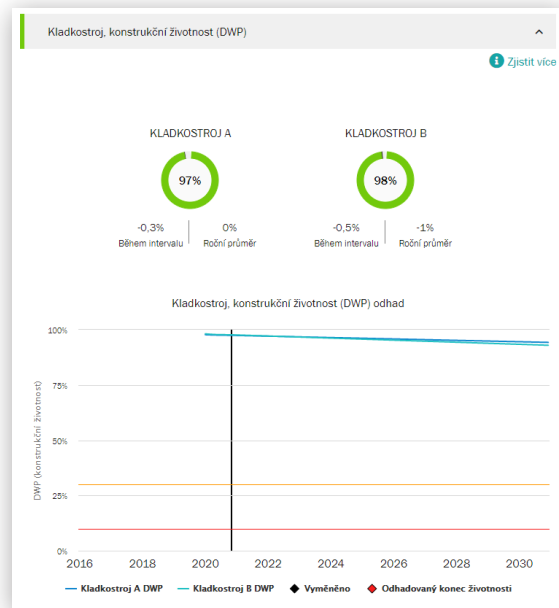 Kladkostroj, konstrukční životnost (DWP)
Zjistit více
KLADKOSTROJ A
KLADKOSTROJ B
97%
98%
-0,3%
0%
-0,5%
-1%
Během intervalu
Roční průměr
Během intervalu
Roční průměr
Kladkostroj, konstrukční životnost (DWP) odhad
DWP (konstrukční životnost)
100%
75%
50%
25%
0%
2016 2018 2020 2022 2024 2026 2028 2030
Kladkostroj A DWP
Kladkostroj B DWP
Vyměněno
Odhadovaný konec životnosti